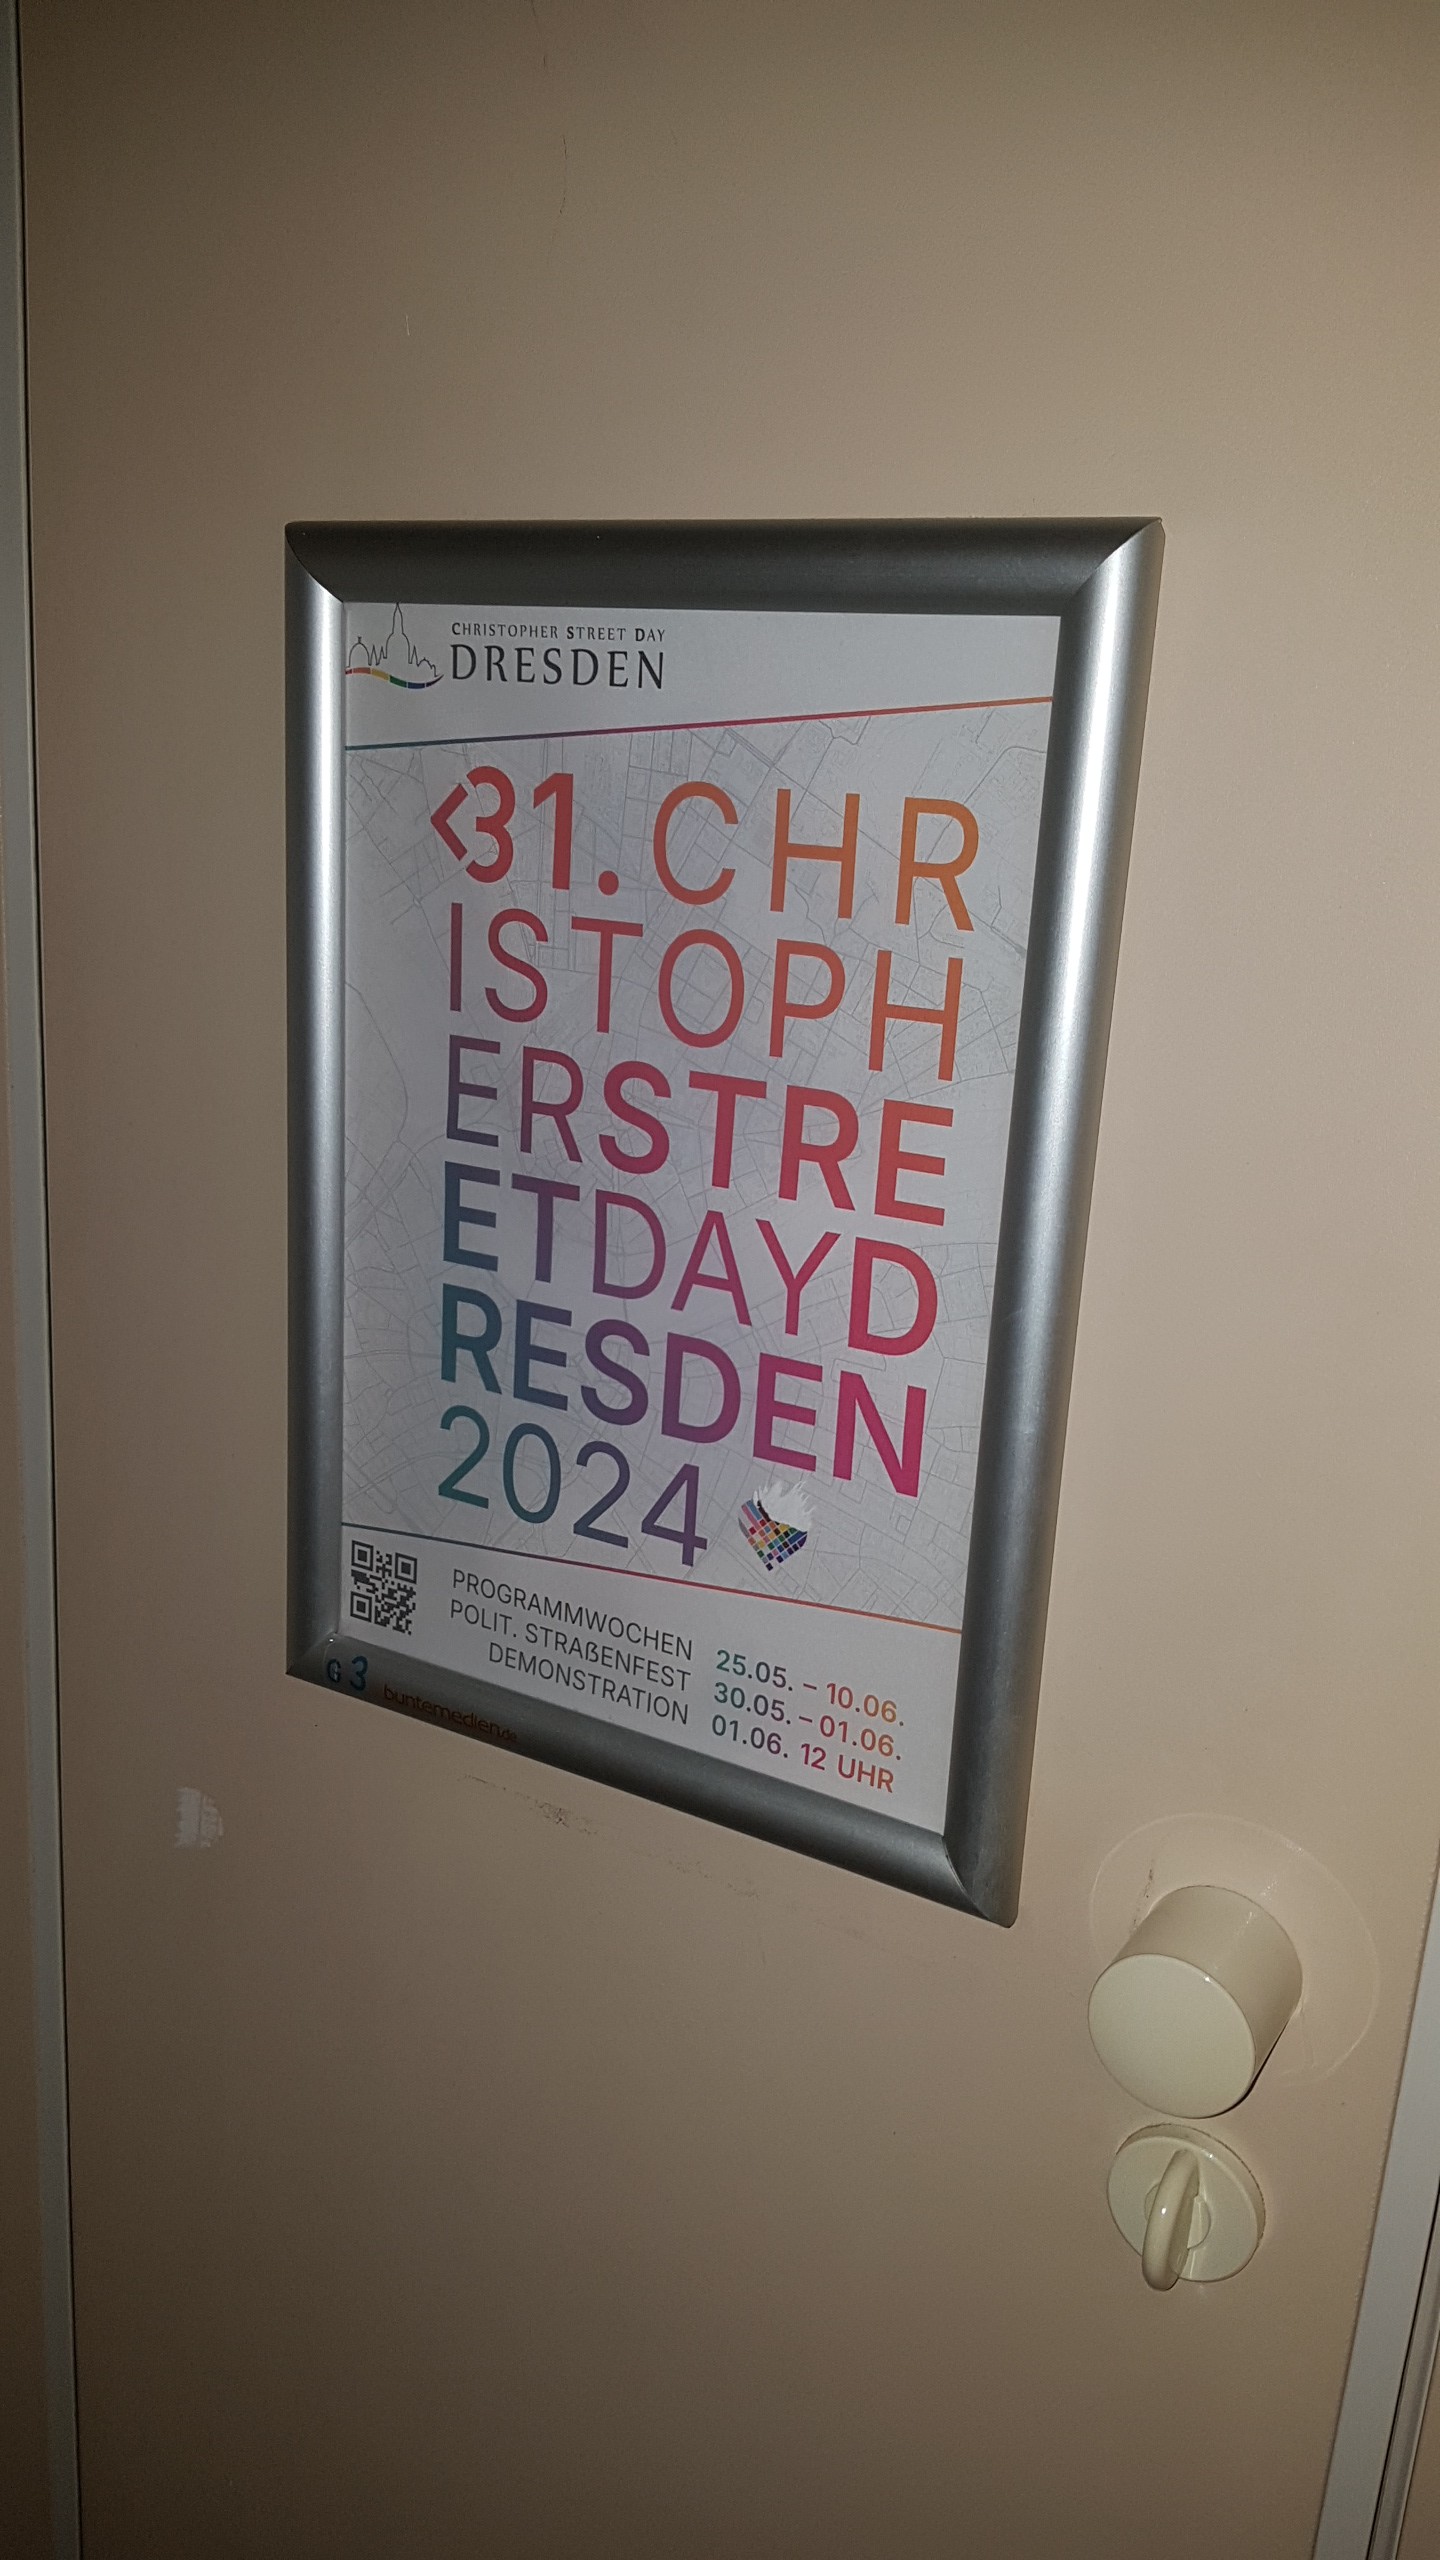 CHRISTOPHER STREET DAY
DRESDEN
<31. CHR
ISTOPH
ERSTRE
ETDAYD
RESDEN
2024
PROGRAMMWOCHEN 25.05. – 10.06.
POLIT. STRAßENFEST 30.05. – 01.06.
DEMONSTRATION 01.06. 12 UHR
G 3 buntemedien.de